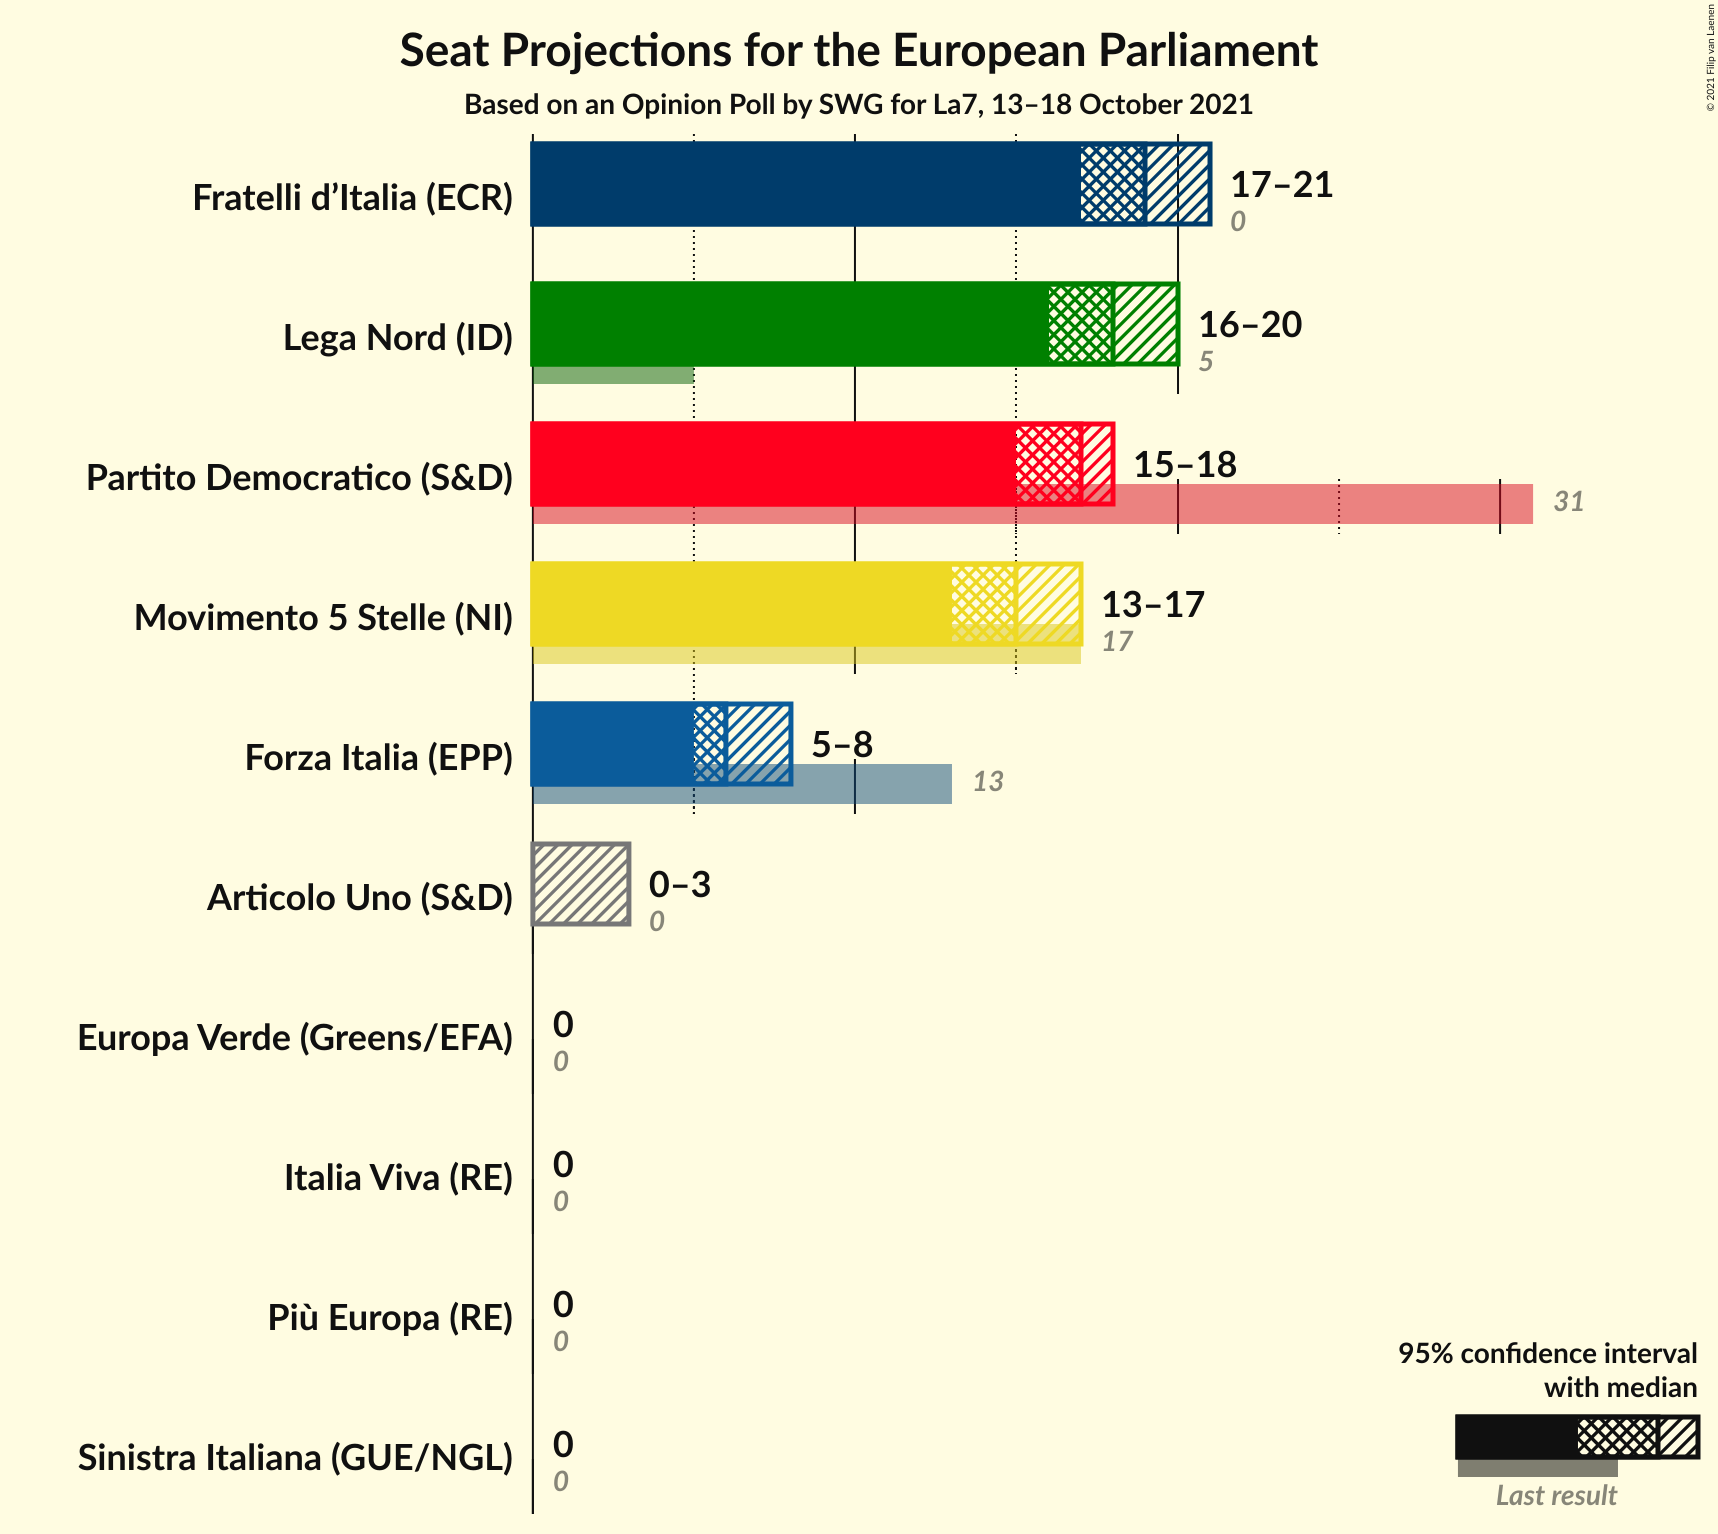 Seat Projections for the European Parliament
Based on an Opinion Poll by SWG for La7, 13–18 October 2021
© 2021 Filip van Laenen
Fratelli d’Italia (ECR)
17–21
0
Lega Nord (ID)
16–20
5
Partito Democratico (S&D)
15–18
31
Movimento 5 Stelle (NI)
13–17
17
Forza Italia (EPP)
5–8
13
Articolo Uno (S&D)
0–3
0
Europa Verde (Greens/EFA)
0
0
Italia Viva (RE)
0
0
Più Europa (RE)
0
0
Sinistra Italiana (GUE/NGL)
0
0
95% confidence interval
with median
Last result